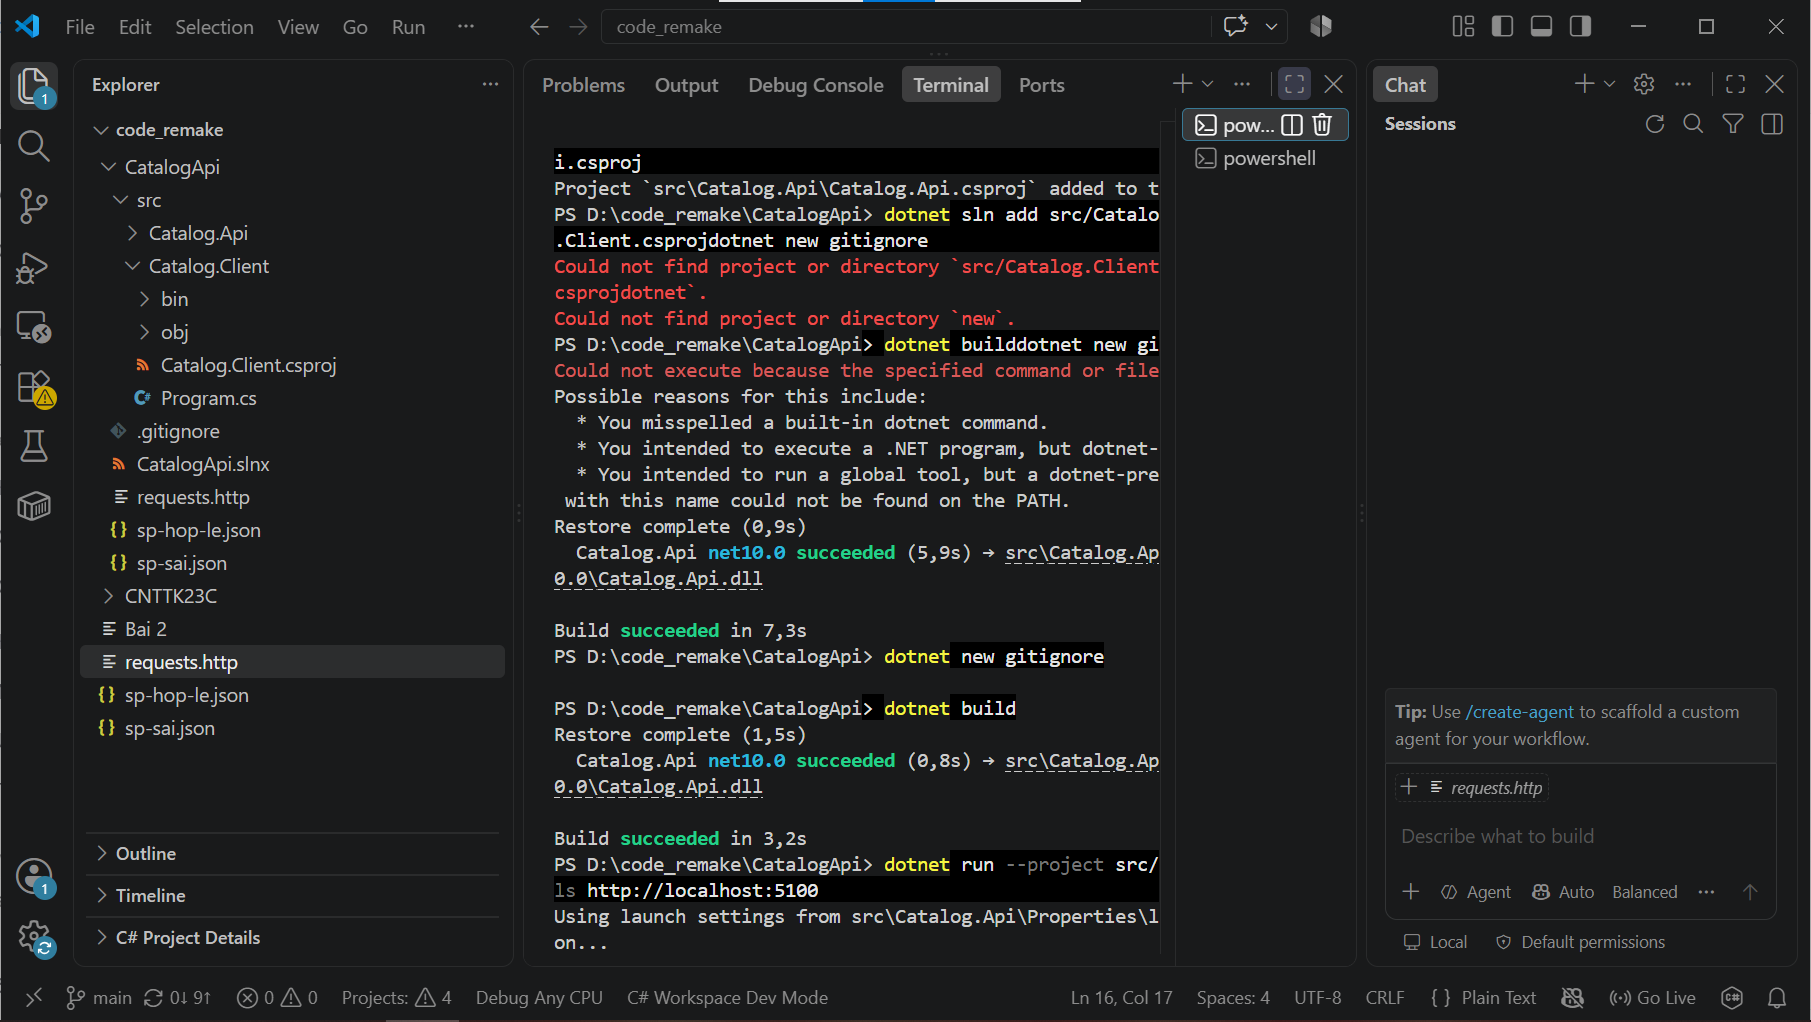 File Edit Selection View Go Run ···
code_remake
Explorer
code_remake
CatalogApi
src
Catalog.Api
Catalog.Client
bin
obj
Catalog.Client.csproj
C# Program.cs
.gitignore
CatalogApi.slnx
requests.http
{} sp-hop-le.json
{} sp-sai.json
CNTTK23C
Bai 2
requests.http
{} sp-hop-le.json
{} sp-sai.json
Outline
Timeline
C# Project Details
1
1
Problems Output Debug Console Terminal Ports
pow...
powershell
i.csproj
Project `src\Catalog.Api\Catalog.Api.csproj` added to t
PS D:\code_remake\CatalogApi> dotnet sln add src/Catalo
.Client.csprojdotnet new gitignore
Could not find project or directory `src/Catalog.Client
csprojdotnet`.
Could not find project or directory `new`.
PS D:\code_remake\CatalogApi> dotnet builddotnet new gi
Could not execute because the specified command or file
Possible reasons for this include:
* You misspelled a built-in dotnet command.
* You intended to execute a .NET program, but dotnet-
* You intended to run a global tool, but a dotnet-pre
with this name could not be found on the PATH.
Restore complete (0,9s)
Catalog.Api net10.0 succeeded (5,9s) → src\Catalog.Ap
0.0\Catalog.Api.dll
Build succeeded in 7,3s
PS D:\code_remake\CatalogApi> dotnet new gitignore
PS D:\code_remake\CatalogApi> dotnet build
Restore complete (1,5s)
Catalog.Api net10.0 succeeded (0,8s) → src\Catalog.Ap
0.0\Catalog.Api.dll
Build succeeded in 3,2s
PS D:\code_remake\CatalogApi> dotnet run --project src/
ls http://localhost:5100
Using launch settings from src\Catalog.Api\Properties\l
on...
Chat
Sessions
Tip: Use /create-agent to scaffold a custom
agent for your workflow.
requests.http
Describe what to build
Agent Auto Balanced ···
Local Default permissions
main 0↓ 9↑ 0 0 Projects: 4 Debug Any CPU C# Workspace Dev Mode Ln 16, Col 17 Spaces: 4 UTF-8 CRLF {} Plain Text Go Live